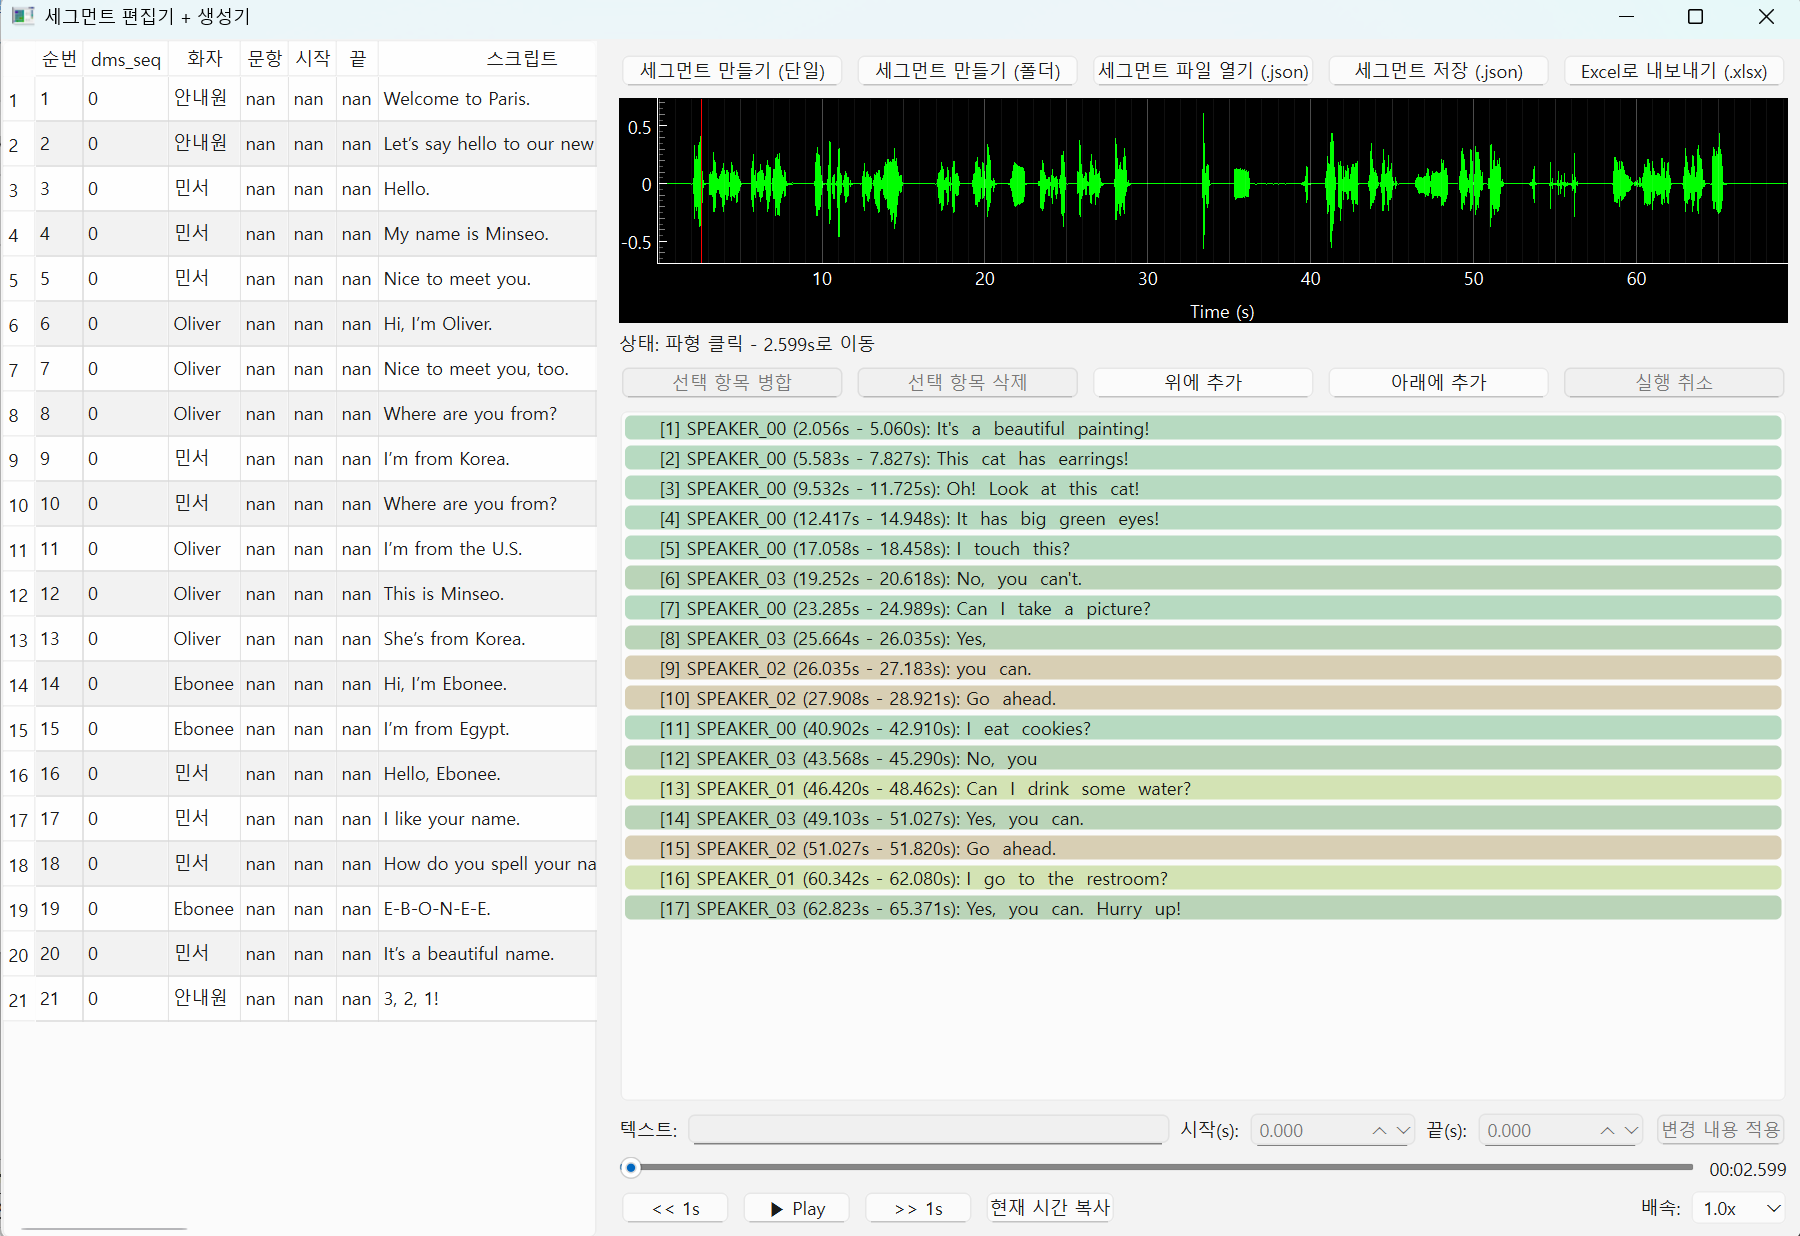 세그먼트 편집기 + 생성기
순번 dms_seq 화자 문항 시작 끝 스크립트
1 1 0 안내원 nan nan nan Welcome to Paris.
2 2 0 안내원 nan nan nan Let’s say hello to our new
3 3 0 민서 nan nan nan Hello.
4 4 0 민서 nan nan nan My name is Minseo.
5 5 0 민서 nan nan nan Nice to meet you.
6 6 0 Oliver nan nan nan Hi, I’m Oliver.
7 7 0 Oliver nan nan nan Nice to meet you, too.
8 8 0 Oliver nan nan nan Where are you from?
9 9 0 민서 nan nan nan I’m from Korea.
10 10 0 민서 nan nan nan Where are you from?
11 11 0 Oliver nan nan nan I’m from the U.S.
12 12 0 Oliver nan nan nan This is Minseo.
13 13 0 Oliver nan nan nan She’s from Korea.
14 14 0 Ebonee nan nan nan Hi, I’m Ebonee.
15 15 0 Ebonee nan nan nan I’m from Egypt.
16 16 0 민서 nan nan nan Hello, Ebonee.
17 17 0 민서 nan nan nan I like your name.
18 18 0 민서 nan nan nan How do you spell your na
19 19 0 Ebonee nan nan nan E-B-O-N-E-E.
20 20 0 민서 nan nan nan It’s a beautiful name.
21 21 0 안내원 nan nan nan 3, 2, 1!
세그먼트 만들기 (단일) 세그먼트 만들기 (폴더) 세그먼트 파일 열기 (.json) 세그먼트 저장 (.json) Excel로 내보내기 (.xlsx)
0.5
0
-0.5
10 20 30 40 50 60
Time (s)
상태: 파형 클릭 - 2.599s로 이동
선택 항목 병합 선택 항목 삭제 위에 추가 아래에 추가 실행 취소
[1] SPEAKER_00 (2.056s - 5.060s): It's a beautiful painting!
[2] SPEAKER_00 (5.583s - 7.827s): This cat has earrings!
[3] SPEAKER_00 (9.532s - 11.725s): Oh! Look at this cat!
[4] SPEAKER_00 (12.417s - 14.948s): It has big green eyes!
[5] SPEAKER_00 (17.058s - 18.458s): I touch this?
[6] SPEAKER_03 (19.252s - 20.618s): No, you can't.
[7] SPEAKER_00 (23.285s - 24.989s): Can I take a picture?
[8] SPEAKER_03 (25.664s - 26.035s): Yes,
[9] SPEAKER_02 (26.035s - 27.183s): you can.
[10] SPEAKER_02 (27.908s - 28.921s): Go ahead.
[11] SPEAKER_00 (40.902s - 42.910s): I eat cookies?
[12] SPEAKER_03 (43.568s - 45.290s): No, you
[13] SPEAKER_01 (46.420s - 48.462s): Can I drink some water?
[14] SPEAKER_03 (49.103s - 51.027s): Yes, you can.
[15] SPEAKER_02 (51.027s - 51.820s): Go ahead.
[16] SPEAKER_01 (60.342s - 62.080s): I go to the restroom?
[17] SPEAKER_03 (62.823s - 65.371s): Yes, you can. Hurry up!
텍스트: 시작(s): 0.000 끝(s): 0.000 변경 내용 적용
00:02.599
<< 1s ▶ Play >> 1s 현재 시간 복사 배속: 1.0x